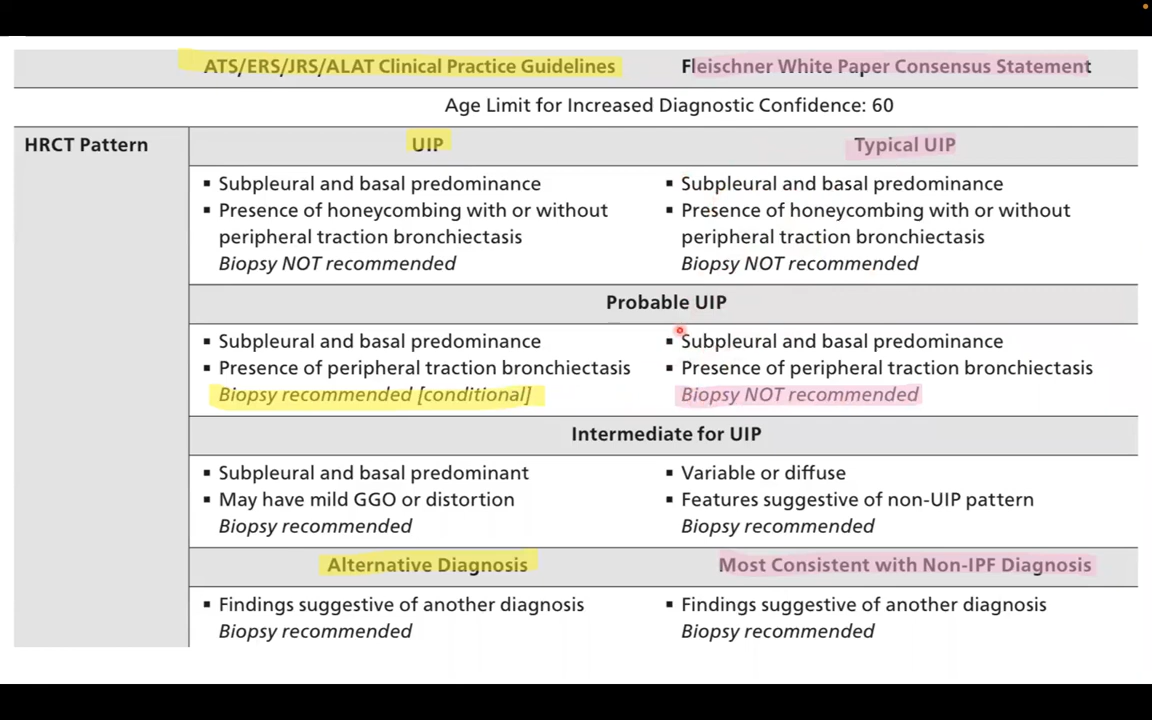 ATS/ERS/JRS/ALAT Clinical Practice Guidelines
Fleischner White Paper Consensus Statement
Age Limit for Increased Diagnostic Confidence: 60
HRCT Pattern
UIP
Typical UIP
▪ Subpleural and basal predominance
▪ Presence of honeycombing with or without
peripheral traction bronchiectasis
Biopsy NOT recommended
▪ Subpleural and basal predominance
▪ Presence of honeycombing with or without
peripheral traction bronchiectasis
Biopsy NOT recommended
Probable UIP
▪ Subpleural and basal predominance
▪ Presence of peripheral traction bronchiectasis
Biopsy recommended [conditional]
▪ Subpleural and basal predominance
▪ Presence of peripheral traction bronchiectasis
Biopsy NOT recommended
Intermediate for UIP
▪ Subpleural and basal predominant
▪ May have mild GGO or distortion
Biopsy recommended
▪ Variable or diffuse
▪ Features suggestive of non-UIP pattern
Biopsy recommended
Alternative Diagnosis
Most Consistent with Non-IPF Diagnosis
▪ Findings suggestive of another diagnosis
Biopsy recommended
▪ Findings suggestive of another diagnosis
Biopsy recommended